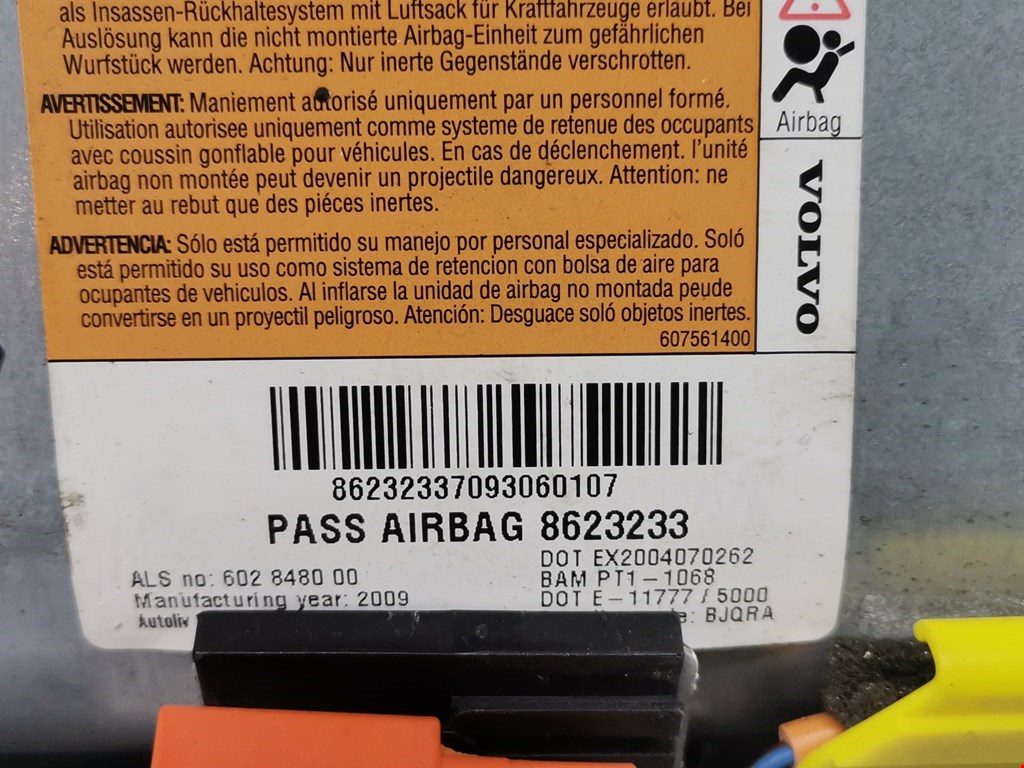 als Insassen-Rückhaltesystem mit Luftsack für Kraftfahrzeuge erlaubt. Bei
Auslösung kann die nicht montierte Airbag-Einheit zum gefährlichen
Wurfstück werden. Achtung: Nur inerte Gegenstände verschrotten.
AVERTISSEMENT: Maniement autorisé uniquement par un personnel formé.
Utilisation autorisee uniquement comme systeme de retenue des occupants
avec coussin gonflable pour véhicules. En cas de déclenchement. l'unité
airbag non montée peut devenir un projectile dangereux. Attention: ne
metter au rebut que des piéces inertes.
ADVERTENCIA: Sólo está permitido su manejo por personal especializado. Soló
está permitido su uso como sistema de retencion con bolsa de aire para
ocupantes de vehiculos. Al inflarse la unidad de airbag no montada peude
convertirse en un proyectil peligroso. Atención: Desguace soló objetos inertes.
607561400
Airbag
VOLVO
86232337093060107
PASS AIRBAG 8623233
DOT EX2004070262
ALS no: 602 8480 00
BAM PT1-1068
Manufacturing year: 2009
DOT E-11777 / 5000
Autoliv
BJQRA